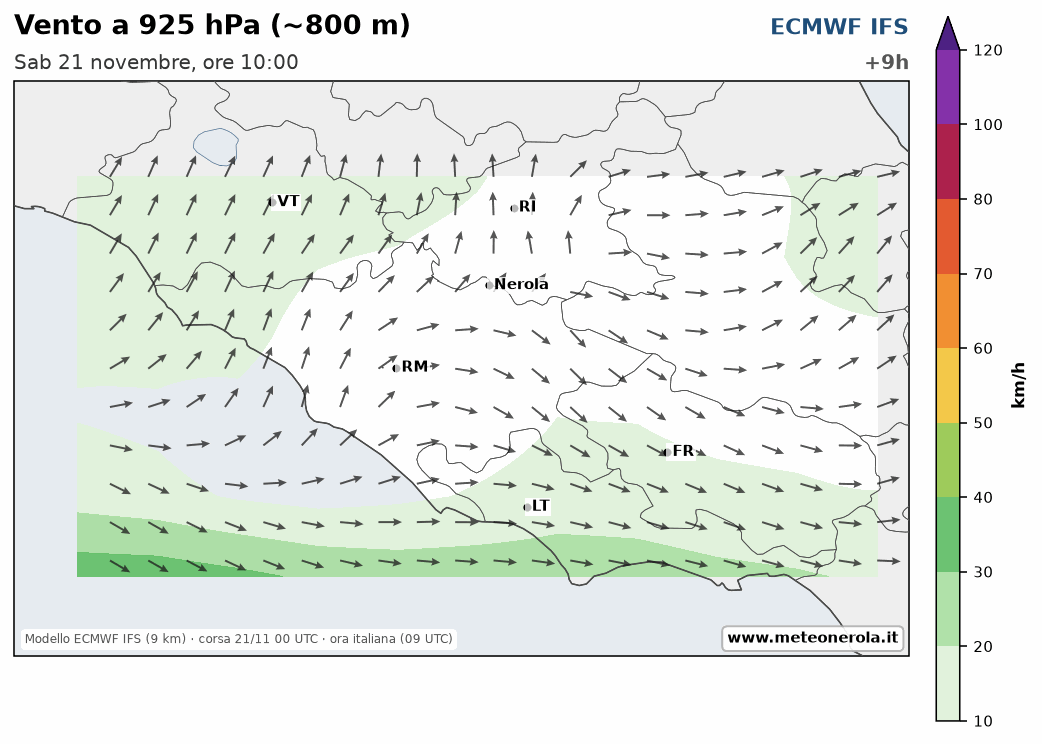 Vento a 925 hPa (~800 m)
ECMWF IFS
Sab 21 novembre, ore 10:00
+9h
VT
RI
Nerola
RM
FR
LT
Modello ECMWF IFS (9 km) · corsa 21/11 00 UTC · ora italiana (09 UTC)
www.meteonerola.it
120
100
80
70
60
50
40
30
20
10
km/h